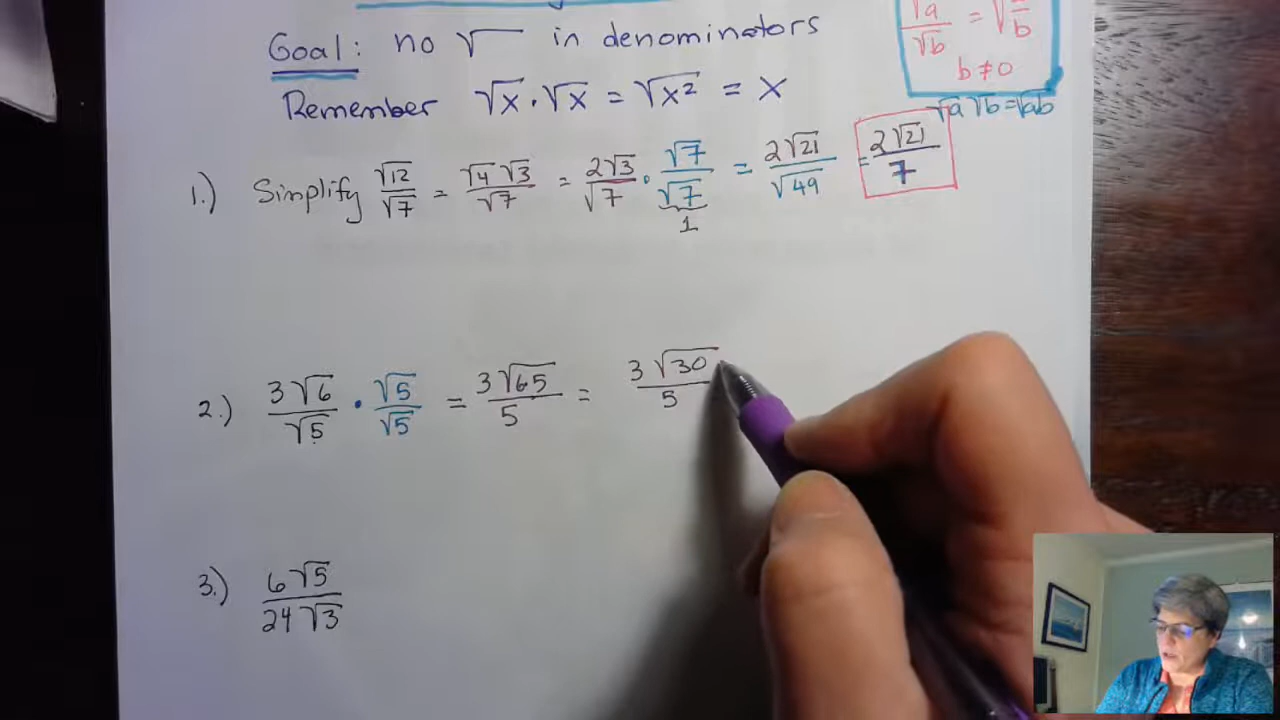 Goal: no √ in denominators
√a/√b = √a/b
b ≠ 0
Remember √x · √x = √x² = x
√a √b = √ab
1.) Simplify √12/√7 = √4 √3/√7 = 2√3/√7 · √7/√7 = 2√21/√49 = 2√21/7
1
2.) 3√6/√5 · √5/√5 = 3√6·5/5 = 3√30/5
3.) 6√5/24√3